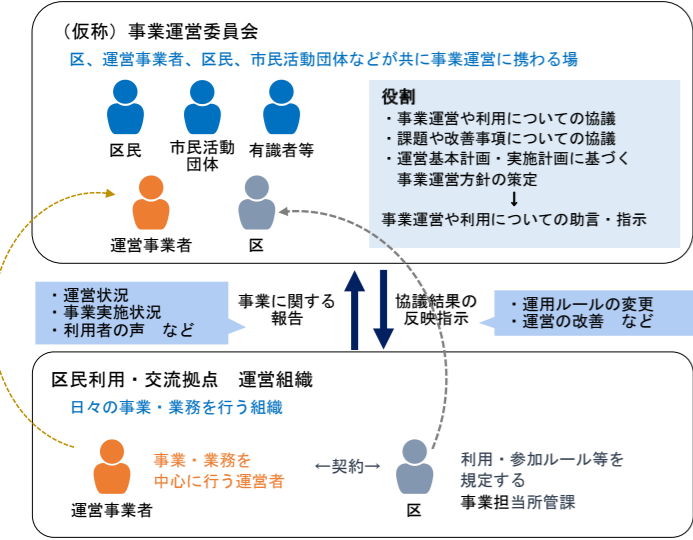 （仮称）事業運営委員会
区、運営事業者、区民、市民活動団体などが共に事業運営に携わる場
区民
市民活動
団体
有識者等
運営事業者
区
役割
・事業運営や利用についての協議
・課題や改善事項についての協議
・運営基本計画・実施計画に基づく
事業運営方針の策定
↓
事業運営や利用についての助言・指示
・運営状況
・事業実施状況
・利用者の声　など
事業に関する
報告
協議結果の
反映指示
・運用ルールの変更
・運営の改善　など
区民利用・交流拠点　運営組織
日々の事業・業務を行う組織
運営事業者
事業・業務を
中心に行う運営者
←契約→
区
利用・参加ルール等を
規定する
事業担当所管課